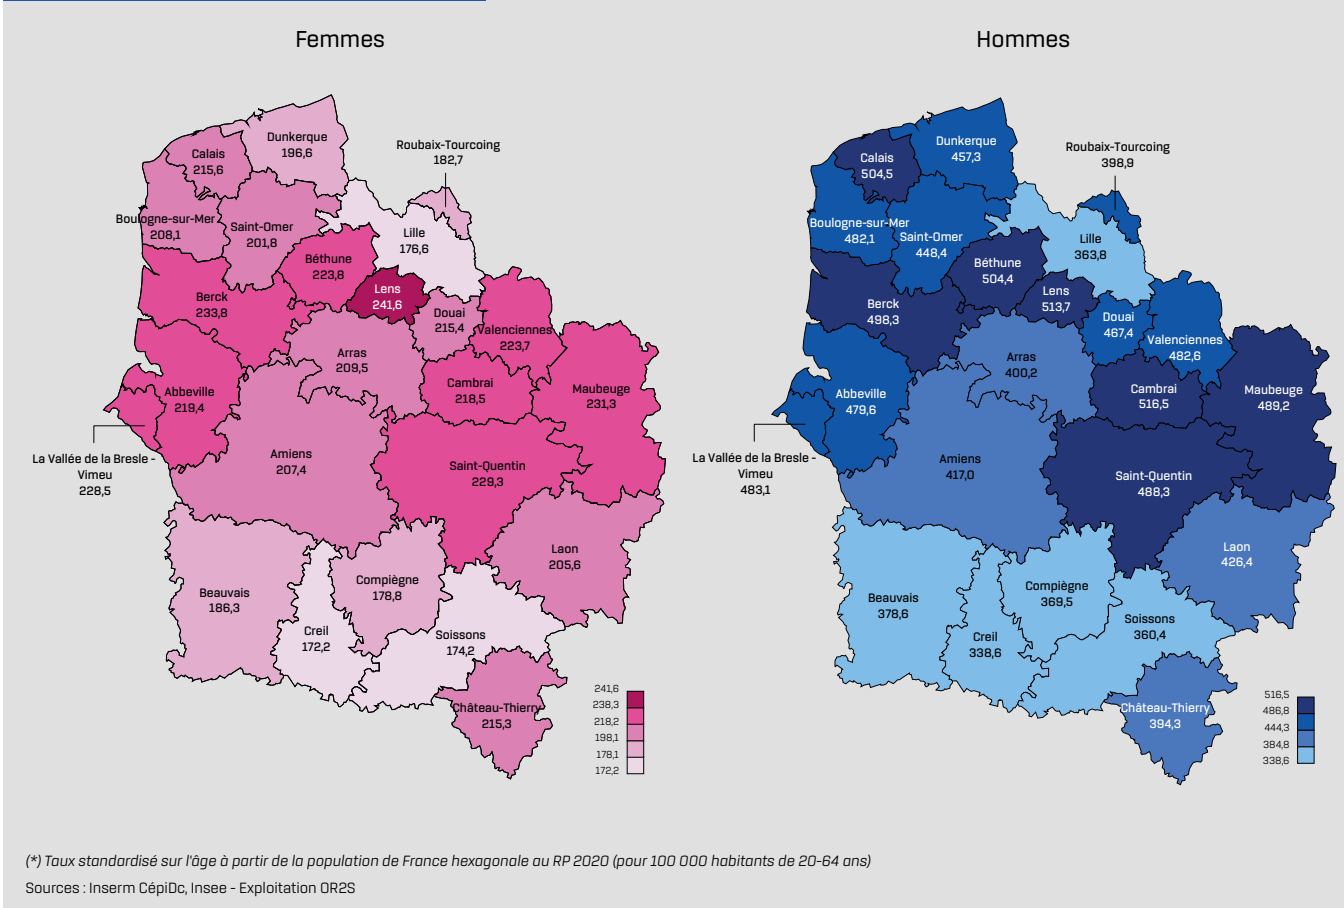 Femmes
Dunkerque
196,6
Calais
215,6
Roubaix-Tourcoing
182,7
Boulogne-sur-Mer
208,1
Saint-Omer
201,8
Lille
176,6
Béthune
223,8
Berck
233,8
Lens
241,6
Douai
215,4
Valenciennes
223,7
Arras
209,5
Abbeville
219,4
Cambrai
218,5
Maubeuge
231,3
La Vallée de la Bresle -
Vimeu
228,5
Amiens
207,4
Saint-Quentin
229,3
Laon
205,6
Beauvais
186,3
Compiègne
178,8
Creil
172,2
Soissons
174,2
Château-Thierry
215,3
241,6
238,3
218,2
198,1
178,1
172,2
Hommes
Dunkerque
457,3
Calais
504,5
Roubaix-Tourcoing
398,9
Boulogne-sur-Mer
482,1
Saint-Omer
448,4
Lille
363,8
Béthune
504,4
Berck
498,3
Lens
513,7
Douai
467,4
Valenciennes
482,6
Arras
400,2
Abbeville
479,6
Cambrai
516,5
Maubeuge
489,2
La Vallée de la Bresle -
Vimeu
483,1
Amiens
417,0
Saint-Quentin
488,3
Laon
426,4
Beauvais
378,6
Compiègne
369,5
Creil
338,6
Soissons
360,4
Château-Thierry
394,3
516,5
486,8
444,3
384,8
338,6
(*) Taux standardisé sur l'âge à partir de la population de France hexagonale au RP 2020 (pour 100 000 habitants de 20-64 ans)
Sources : Inserm CépiDc, Insee - Exploitation OR2S